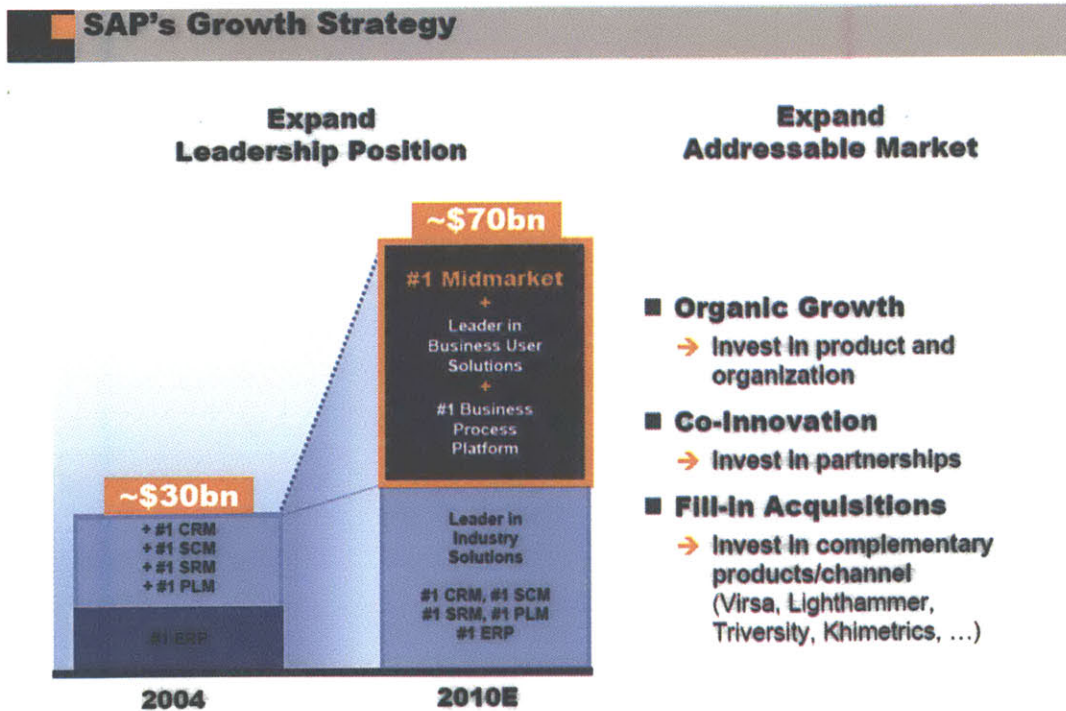 SAP's Growth Strategy
Expand
Leadership Position
~$70bn
#1 Midmarket
+
Leader in
Business User
Solutions
+
#1 Business
Process
Platform
~$30bn
+ #1 CRM
+ #1 SCM
+ #1 SRM
+ #1 PLM
#1 ERP
Leader in
Industry
Solutions
#1 CRM, #1 SCM
#1 SRM, #1 PLM
#1 ERP
2004
2010E
Expand
Addressable Market
■ Organic Growth
→ Invest in product and
organization
■ Co-Innovation
→ Invest in partnerships
■ Fill-in Acquisitions
→ Invest in complementary
products/channel
(Virsa, Lighthammer,
Triversity, Khimetrics, ...)